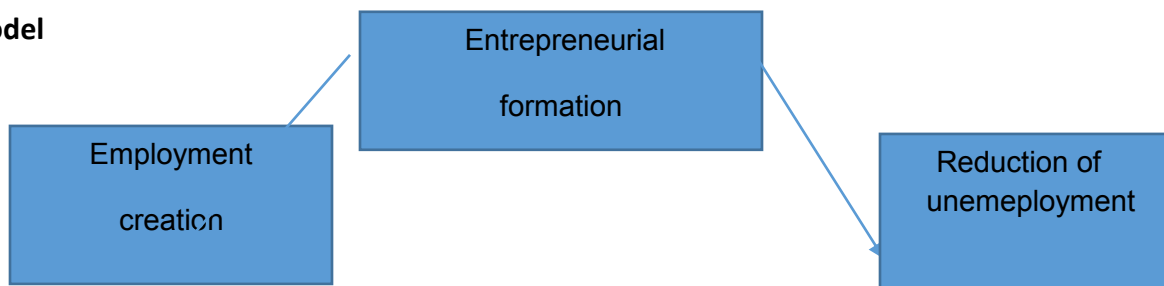 odel
Entrepreneurial
formation
Employment
creation
Reduction of
unemeployment